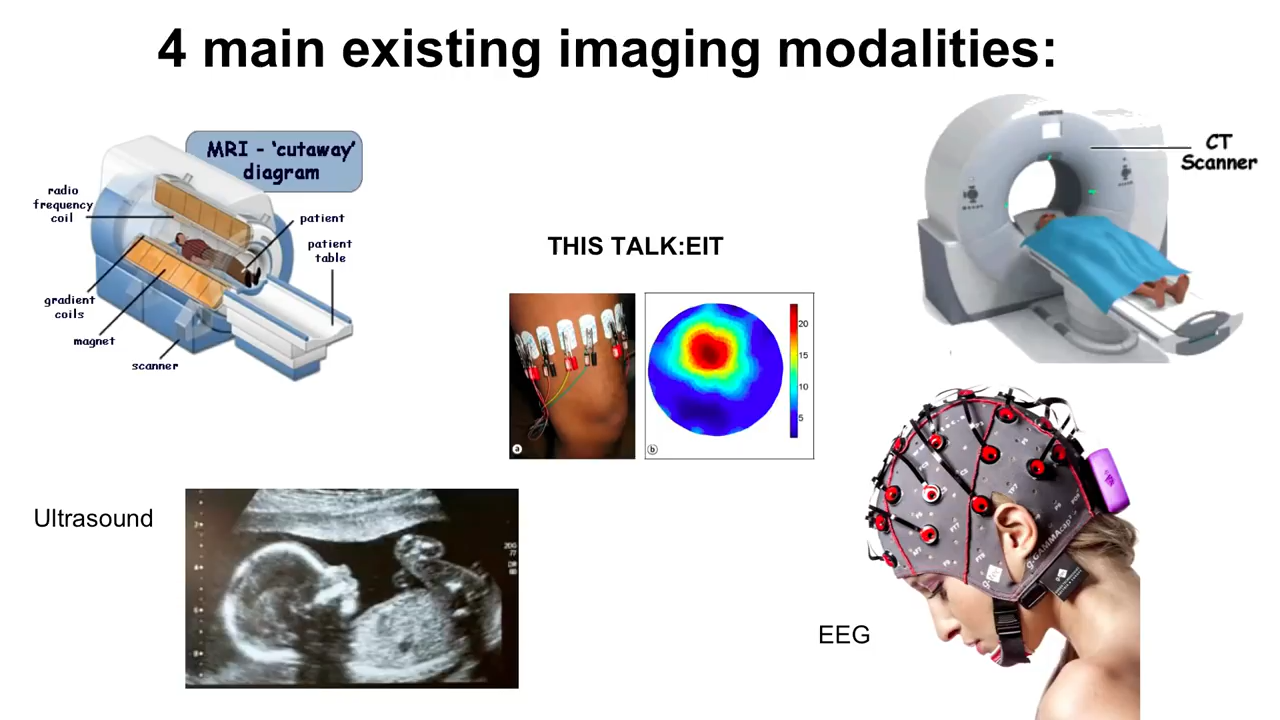 4 main existing imaging modalities:
MRI - ‘cutaway’
diagram
radio
frequency
coil
patient
patient
table
gradient
coils
magnet
scanner
THIS TALK:EIT
a
b
20
15
10
5
CT
Scanner
Ultrasound
EEG
g.GAMMAcap²